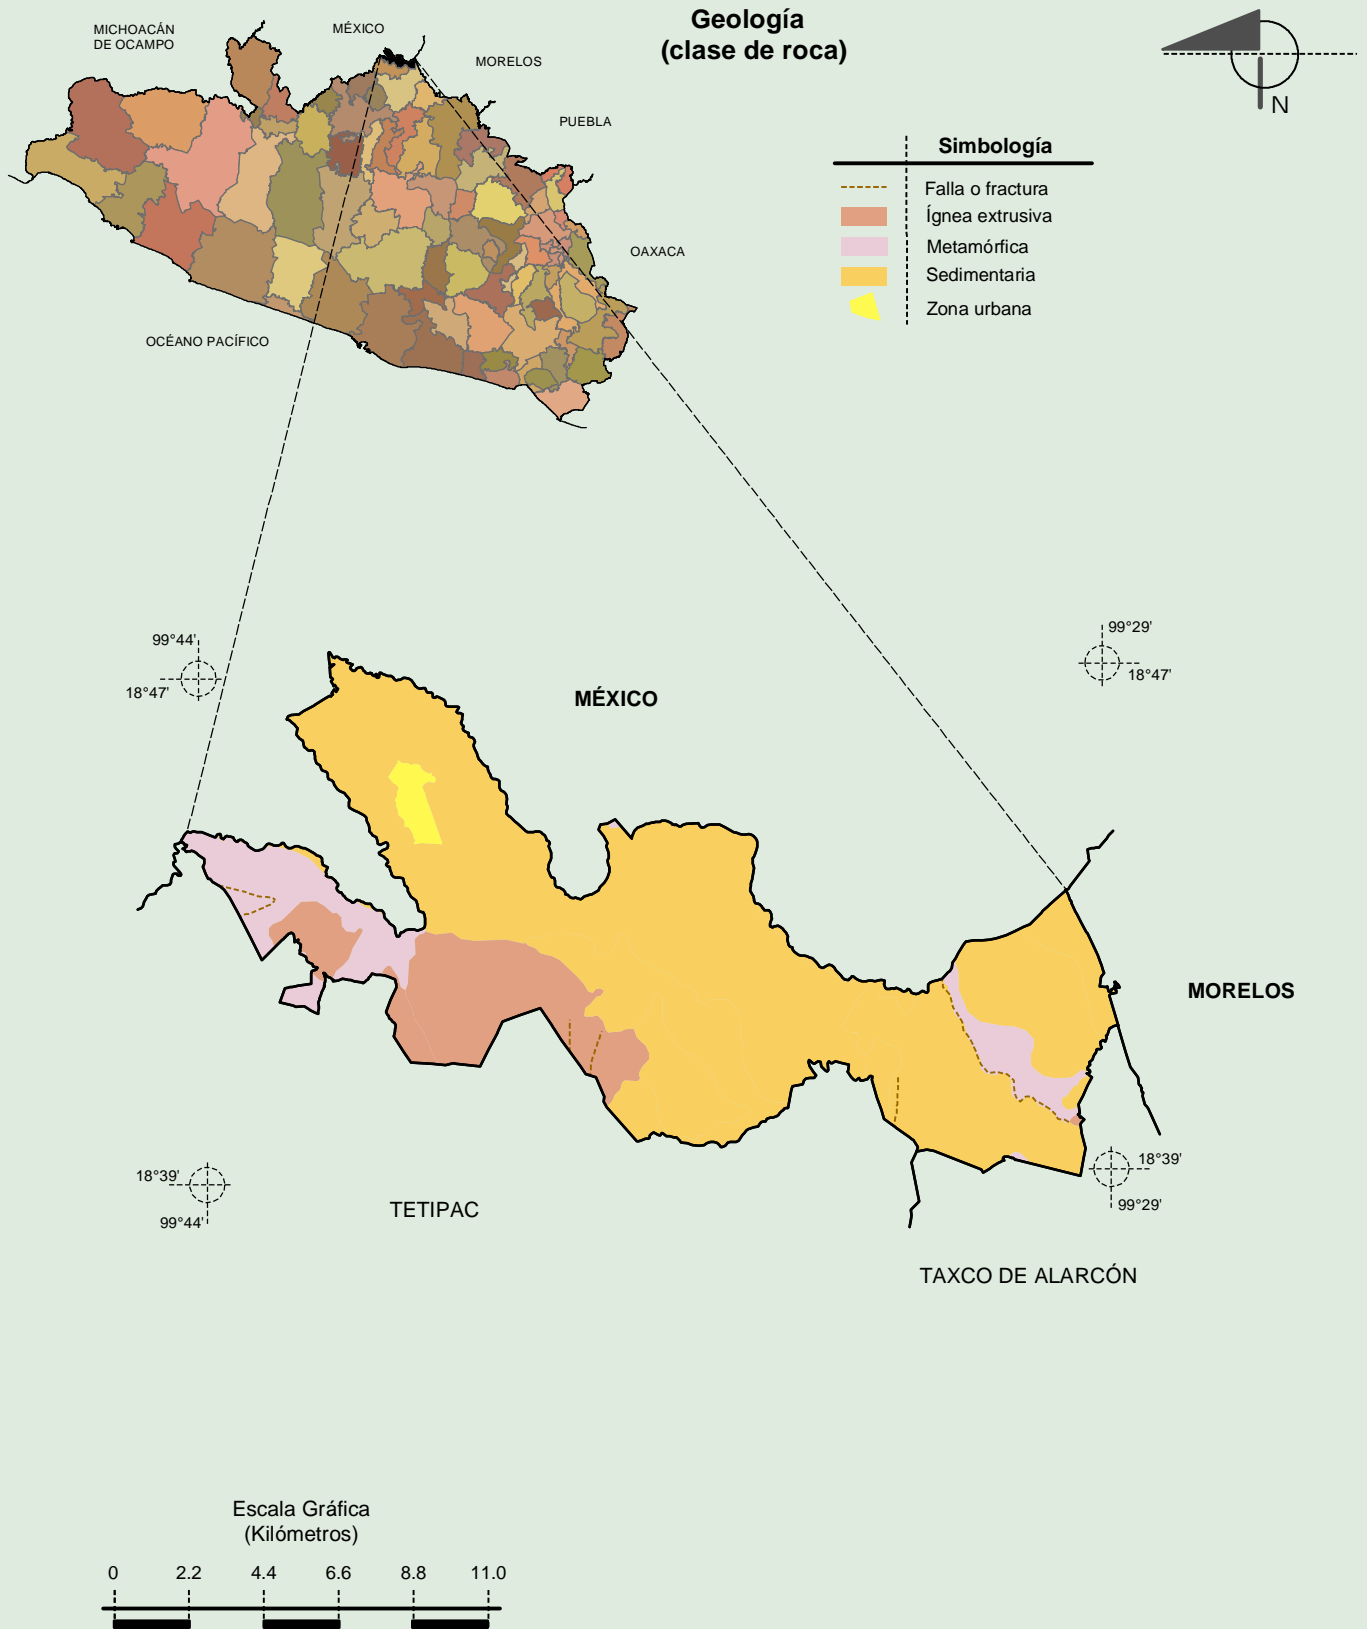 Geología
(clase de roca)
MICHOACÁN
DE OCAMPO
MÉXICO
MORELOS
PUEBLA
OAXACA
OCÉANO PACÍFICO
N
Simbología
Falla o fractura
Ígnea extrusiva
Metamórfica
Sedimentaria
Zona urbana
99°44'
18°47'
99°29'
18°47'
MÉXICO
MORELOS
18°39'
99°44'
18°39'
99°29'
TETIPAC
TAXCO DE ALARCÓN
Escala Gráfica
(Kilómetros)
0 2.2 4.4 6.6 8.8 11.0